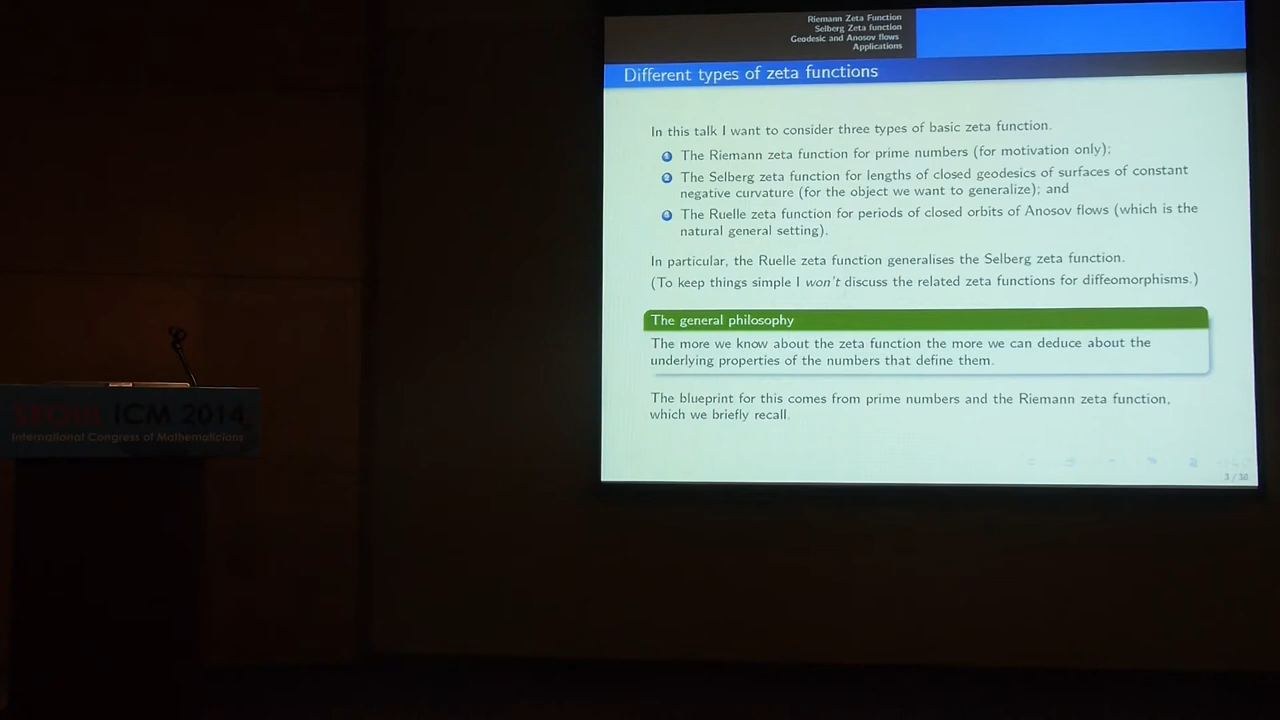 Riemann Zeta Function
Selberg Zeta function
Geodesic and Anosov flows
Applications
Different types of zeta functions
In this talk I want to consider three types of basic zeta function.
1 The Riemann zeta function for prime numbers (for motivation only);
2 The Selberg zeta function for lengths of closed geodesics of surfaces of constant
negative curvature (for the object we want to generalize); and
3 The Ruelle zeta function for periods of closed orbits of Anosov flows (which is the
natural general setting).
In particular, the Ruelle zeta function generalises the Selberg zeta function.
(To keep things simple I won't discuss the related zeta functions for diffeomorphisms.)
The general philosophy
The more we know about the zeta function the more we can deduce about the
underlying properties of the numbers that define them.
The blueprint for this comes from prime numbers and the Riemann zeta function,
which we briefly recall.
3 / 30
SEOUL ICM 2014
International Congress of Mathematicians